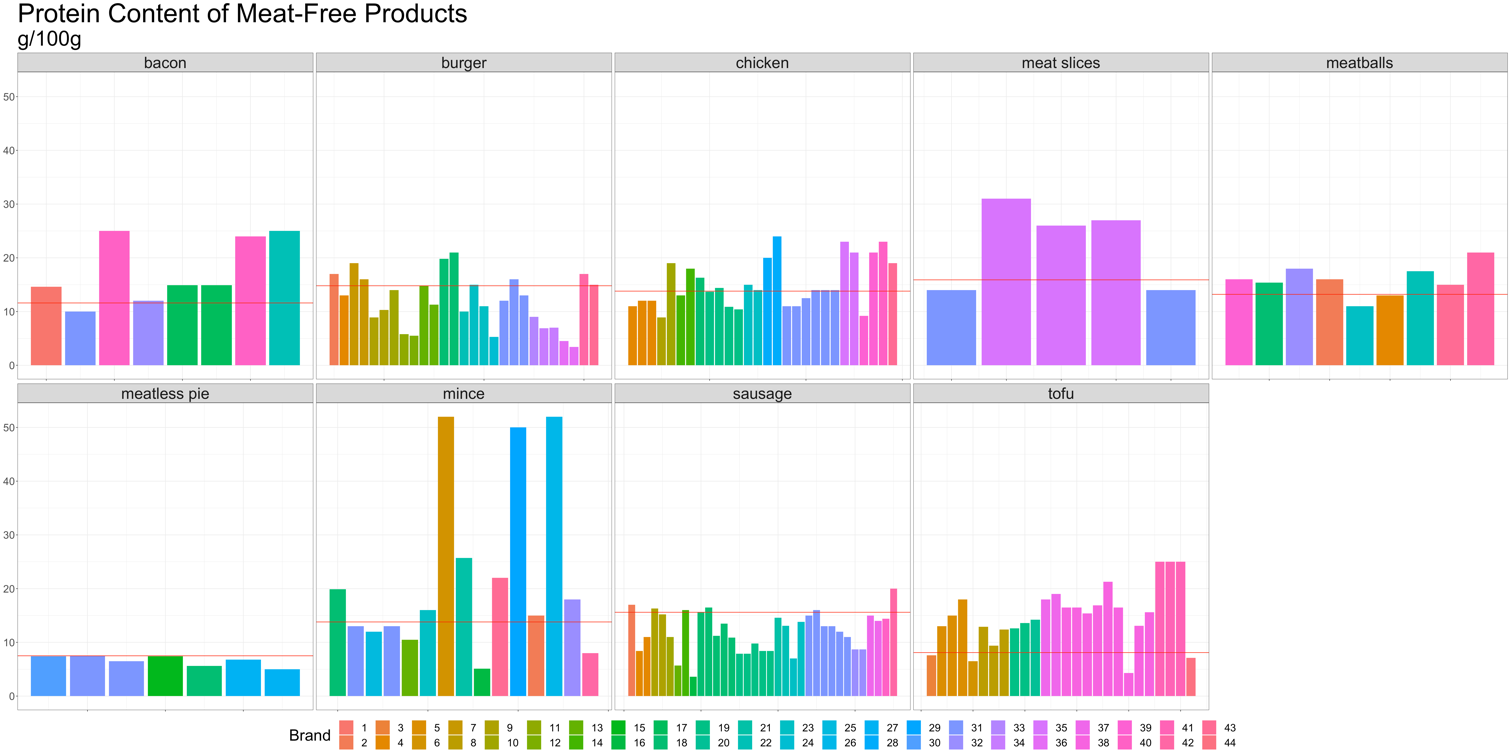 Protein Content of Meat-Free Products
g/100g
bacon burger chicken meat slices meatballs
50
40
30
20
10
0
meatless pie mince sausage tofu
50
40
30
20
10
0
Brand
1 3 5 7 9 11 13 15 17 19 21 23 25 27 29 31 33 35 37 39 41 43
2 4 6 8 10 12 14 16 18 20 22 24 26 28 30 32 34 36 38 40 42 44